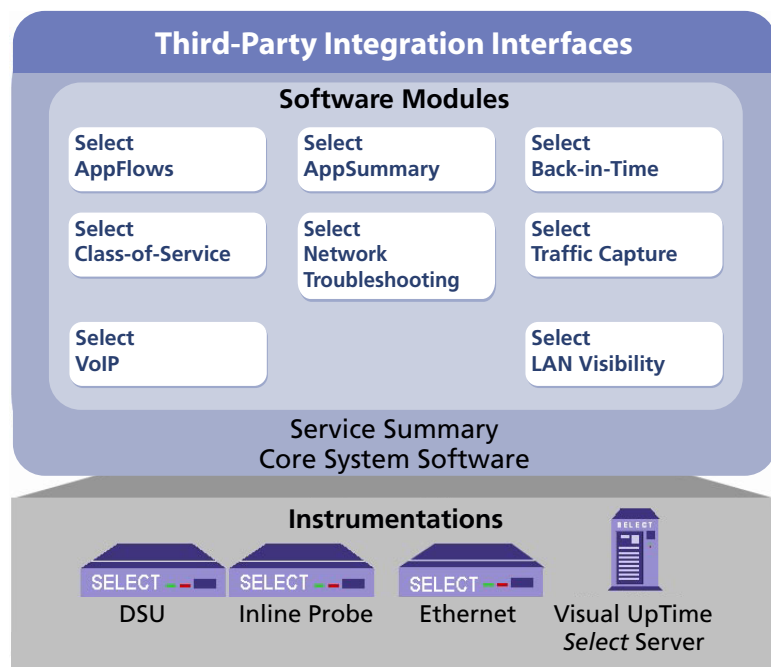 Third-Party Integration Interfaces
Software Modules
Select
AppFlows
Select
AppSummary
Select
Back-in-Time
Select
Class-of-Service
Select
Network
Troubleshooting
Select
Traffic Capture
Select
VoIP
Select
LAN Visibility
Service Summary
Core System Software
Instrumentations
SELECT
SELECT
SELECT
SELECT
DSU
Inline Probe
Ethernet
Visual UpTime
Select Server